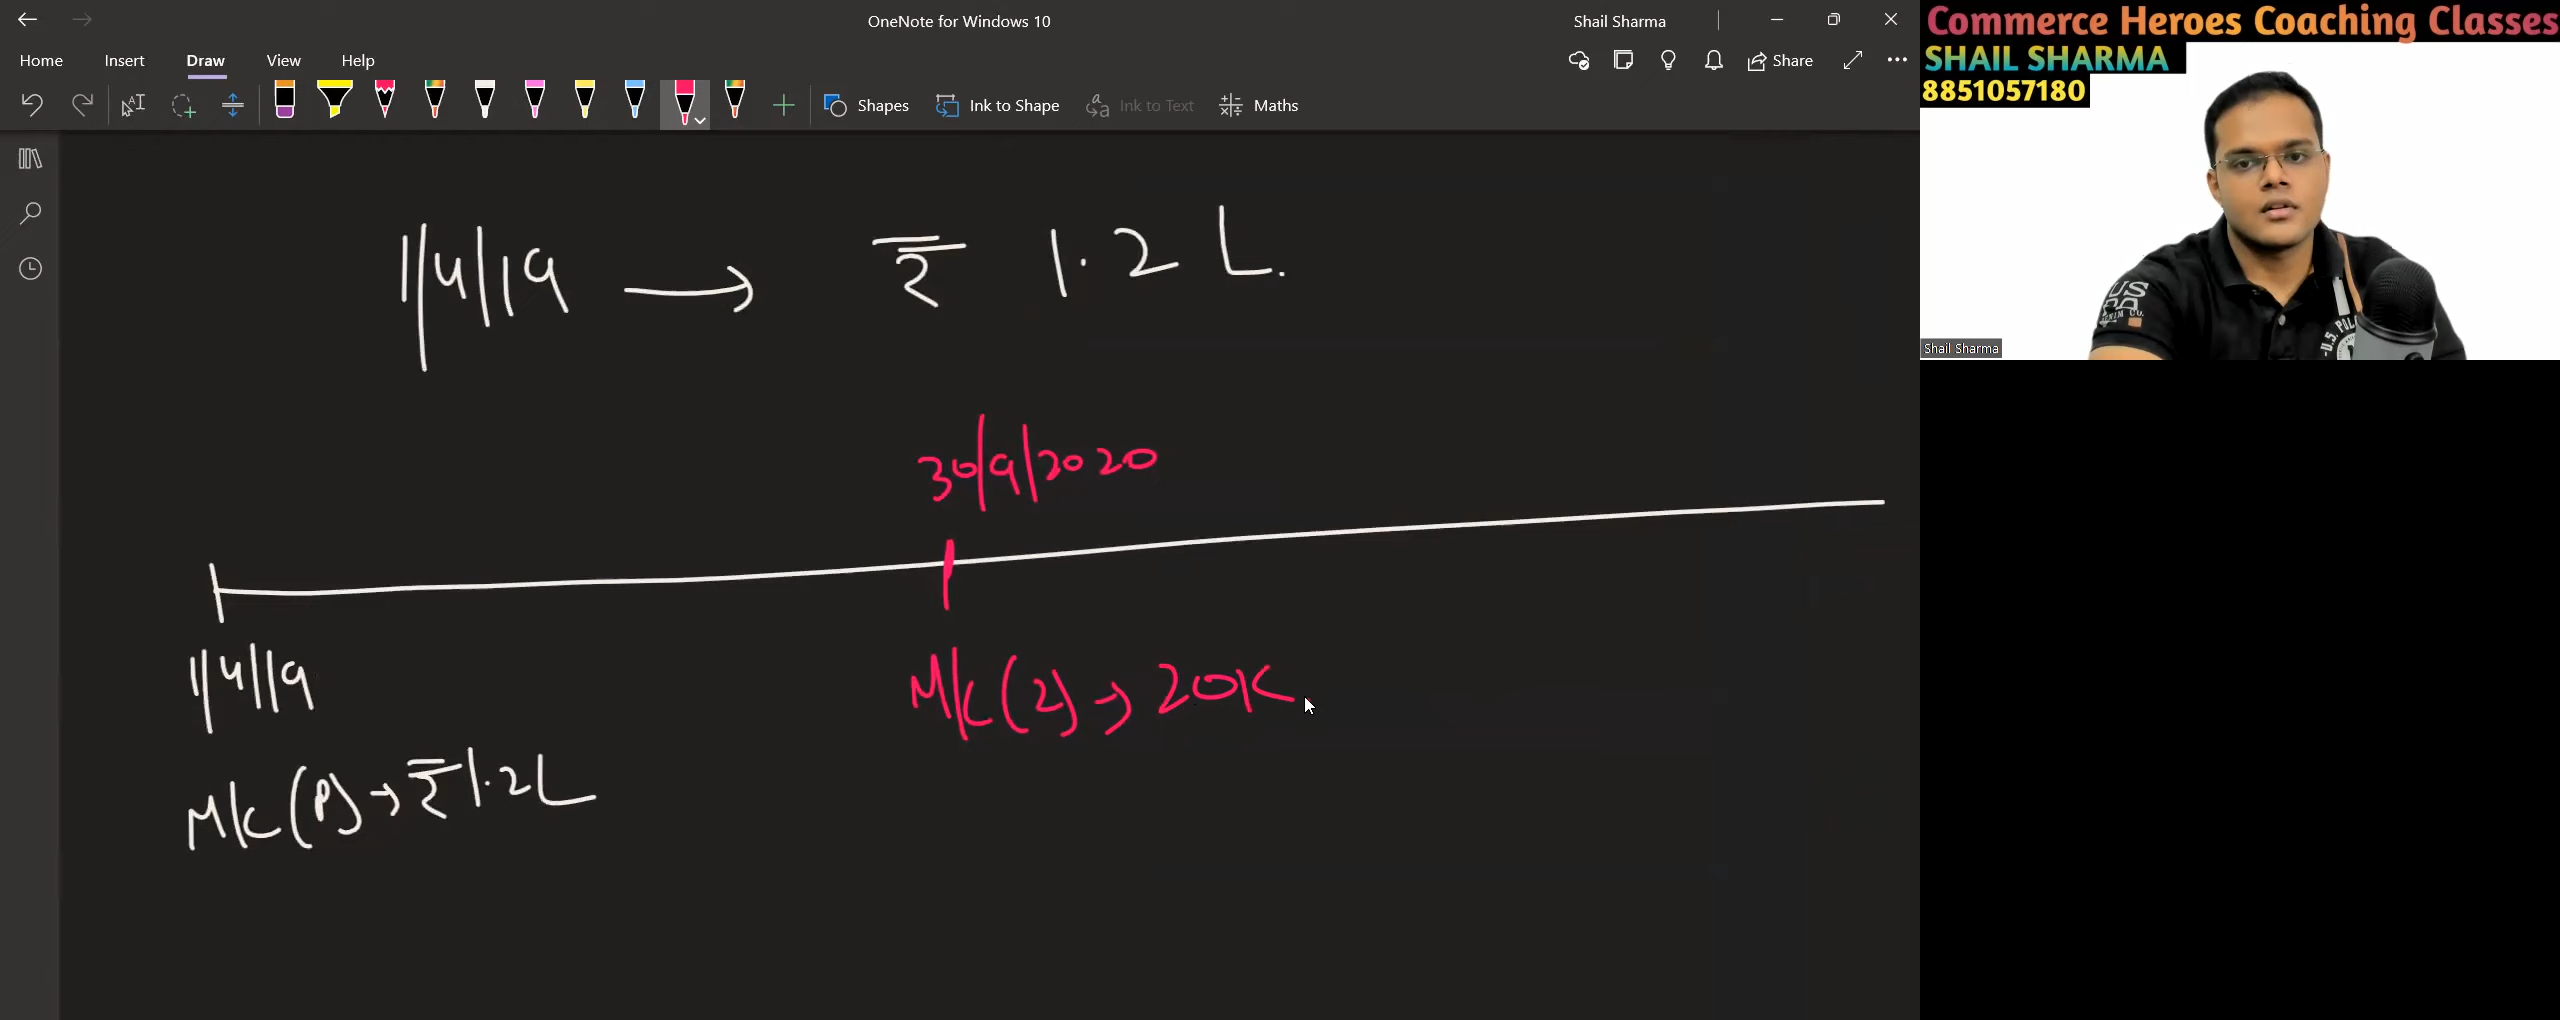 OneNote for Windows 10
Shail Sharma
Home Insert Draw View Help
Share
Shapes Ink to Shape Ink to Text Maths
Commerce Heroes Coaching Classes
SHAIL SHARMA
8851057180
Shail Sharma
1/4/19 → ₹ 1.2 L.
30/9/2020
1/4/19
M/c (2) → 20K
M/c (P) → ₹ 1.2 L